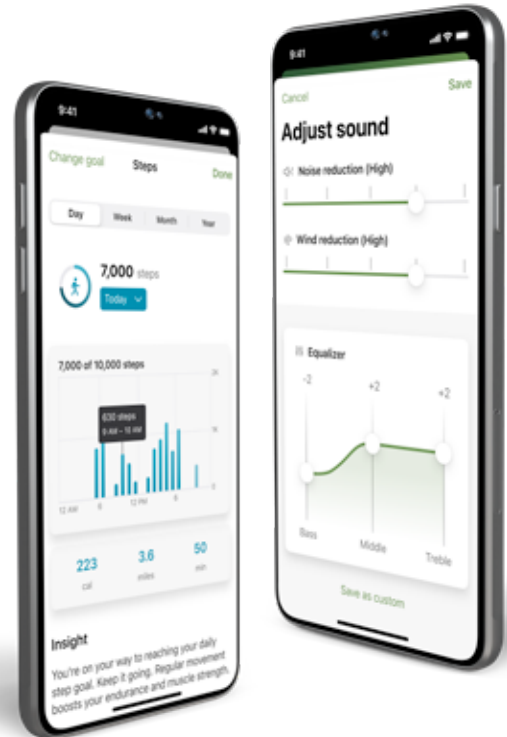 9:41
Change goal
Steps
Done
Day
Week
Month
Year
7,000 steps
Today
7,000 of 10,000 steps
2K
630 steps
9 AM – 10 AM
1K
0
12 AM
6
12 PM
6
223
3.6
50
cal
miles
min
Insight
You're on your way to reaching your daily
step goal. Keep it going. Regular movement
boosts your endurance and muscle strength.
9:41
Cancel
Save
Adjust sound
Noise reduction (High)
Wind reduction (High)
Equalizer
-2
+2
+2
Bass
Middle
Treble
Save as custom